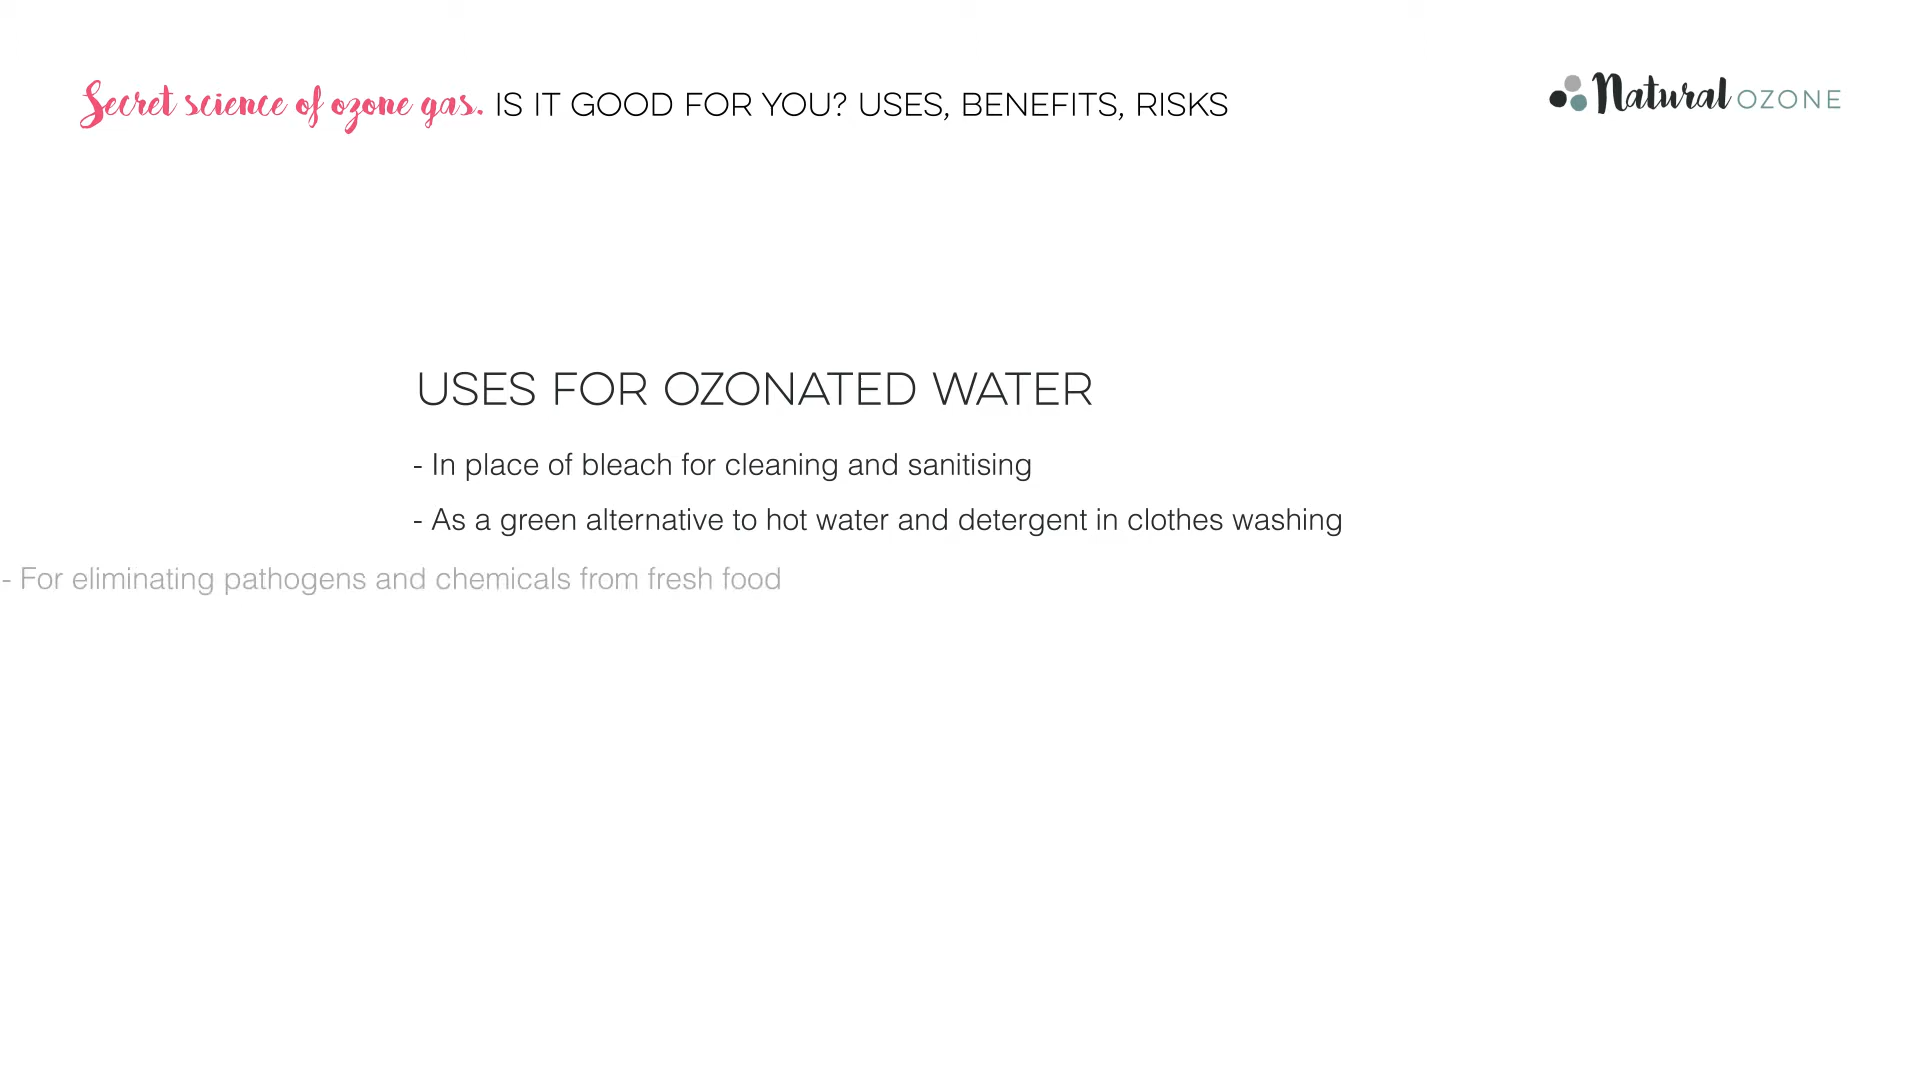 Secret science of ozone gas. IS IT GOOD FOR YOU? USES, BENEFITS, RISKS
Natural OZONE
USES FOR OZONATED WATER
- In place of bleach for cleaning and sanitising
- As a green alternative to hot water and detergent in clothes washing
- For eliminating pathogens and chemicals from fresh food